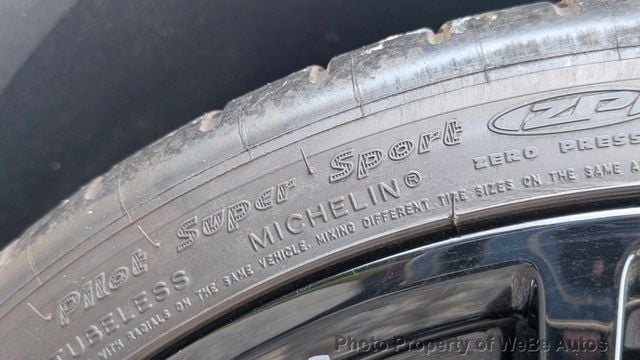 Pilot Super Sport
MICHELIN®
ZP
ZERO PRESS
TUBELESS
WITH RADIALS ON THE SAME VEHICLE. MIXING DIFFERENT TIRE SIZES ON THE SAME A
Photo Property of WeBe Autos